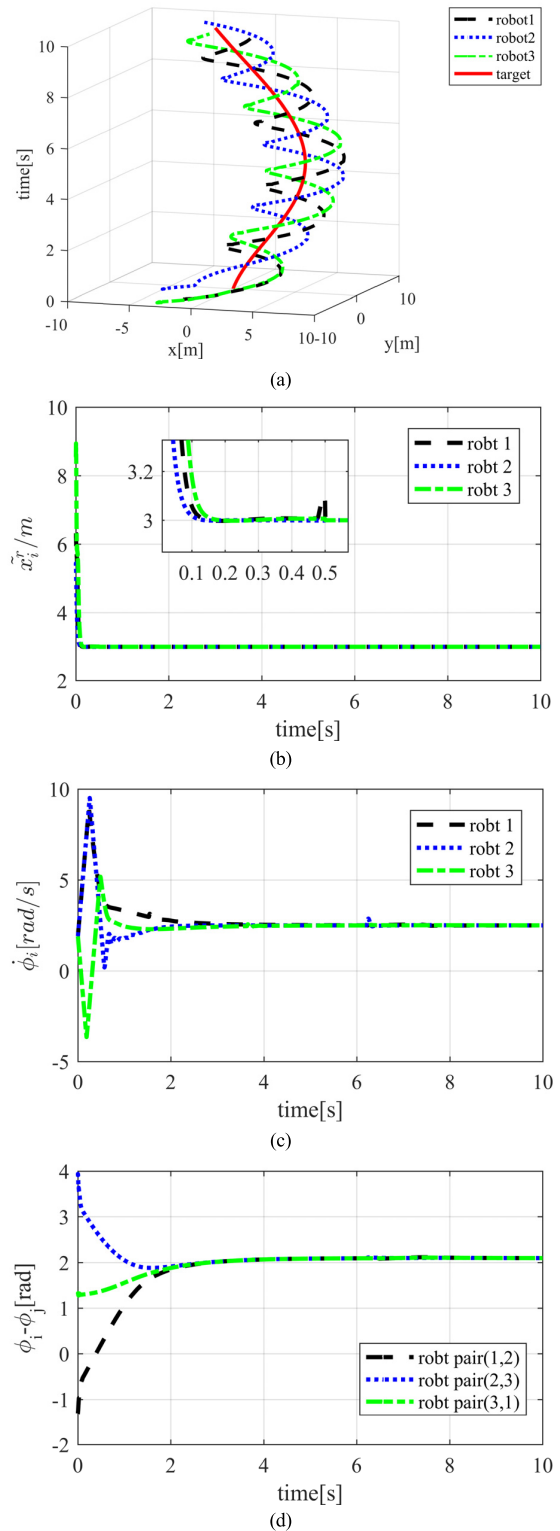 robot1
robot2
robot3
target
10
8
6
4
2
0
time[s]
-10
-5
0
5
10
-10
0
10
x[m]
y[m]
(a)
10
8
6
4
2
x̃ᵢʳ/m
3.2
3
0.1 0.2 0.3 0.4 0.5
robt 1
robt 2
robt 3
0 2 4 6 8 10
time[s]
(b)
10
5
0
-5
ϕ̇ᵢ[rad/s]
robt 1
robt 2
robt 3
0 2 4 6 8 10
time[s]
(c)
4
3
2
1
0
-1
-2
ϕᵢ-ϕⱼ[rad]
robt pair(1,2)
robt pair(2,3)
robt pair(3,1)
0 2 4 6 8 10
time[s]
(d)